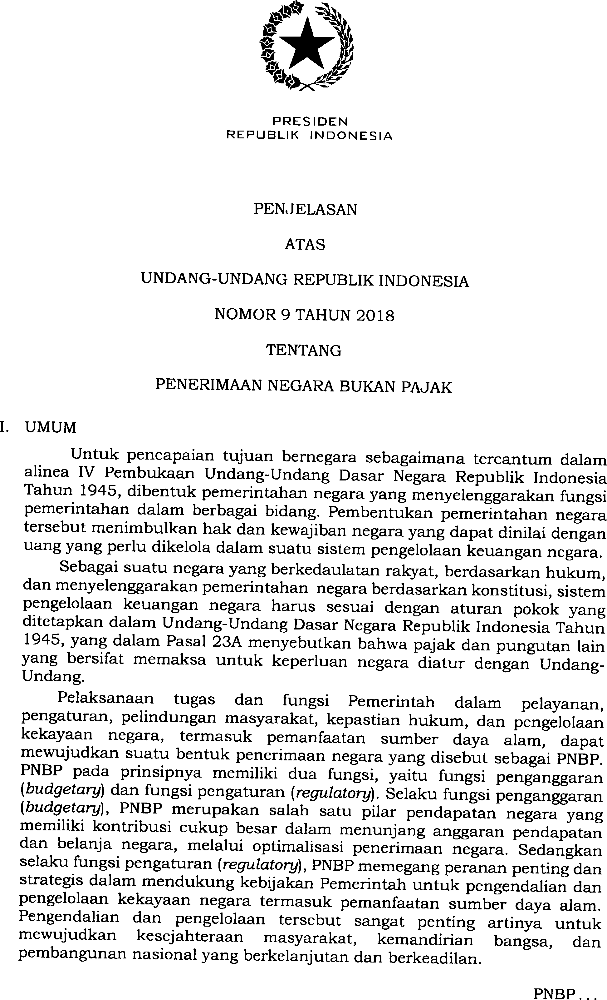 PRESIDEN
REPUBLIK INDONESIA
PENJELASAN
ATAS
UNDANG-UNDANG REPUBLIK INDONESIA
NOMOR 9 TAHUN 2018
TENTANG
PENERIMAAN NEGARA BUKAN PAJAK
I. UMUM
Untuk pencapaian tujuan bernegara sebagaimana tercantum dalam
alinea IV Pembukaan Undang-Undang Dasar Negara Republik Indonesia
Tahun 1945, dibentuk pemerintahan negara yang menyelenggarakan fungsi
pemerintahan dalam berbagai bidang. Pembentukan pemerintahan negara
tersebut menimbulkan hak dan kewajiban negara yang dapat dinilai dengan
uang yang perlu dikelola dalam suatu sistem pengelolaan keuangan negara.
Sebagai suatu negara yang berkedaulatan rakyat, berdasarkan hukum,
dan menyelenggarakan pemerintahan negara berdasarkan konstitusi, sistem
pengelolaan keuangan negara harus sesuai dengan aturan pokok yang
ditetapkan dalam Undang-Undang Dasar Negara Republik Indonesia Tahun
1945, yang dalam Pasal 23A menyebutkan bahwa pajak dan pungutan lain
yang bersifat memaksa untuk keperluan negara diatur dengan Undang-
Undang.
Pelaksanaan tugas dan fungsi Pemerintah dalam pelayanan,
pengaturan, pelindungan masyarakat, kepastian hukum, dan pengelolaan
kekayaan negara, termasuk pemanfaatan sumber daya alam, dapat
mewujudkan suatu bentuk penerimaan negara yang disebut sebagai PNBP.
PNBP pada prinsipnya memiliki dua fungsi, yaitu fungsi penganggaran
(budgetary) dan fungsi pengaturan (regulatory). Selaku fungsi penganggaran
(budgetary), PNBP merupakan salah satu pilar pendapatan negara yang
memiliki kontribusi cukup besar dalam menunjang anggaran pendapatan
dan belanja negara, melalui optimalisasi penerimaan negara. Sedangkan
selaku fungsi pengaturan (regulatory), PNBP memegang peranan penting dan
strategis dalam mendukung kebijakan Pemerintah untuk pengendalian dan
pengelolaan kekayaan negara termasuk pemanfaatan sumber daya alam.
Pengendalian dan pengelolaan tersebut sangat penting artinya untuk
mewujudkan kesejahteraan masyarakat, kemandirian bangsa, dan
pembangunan nasional yang berkelanjutan dan berkeadilan.
PNBP...